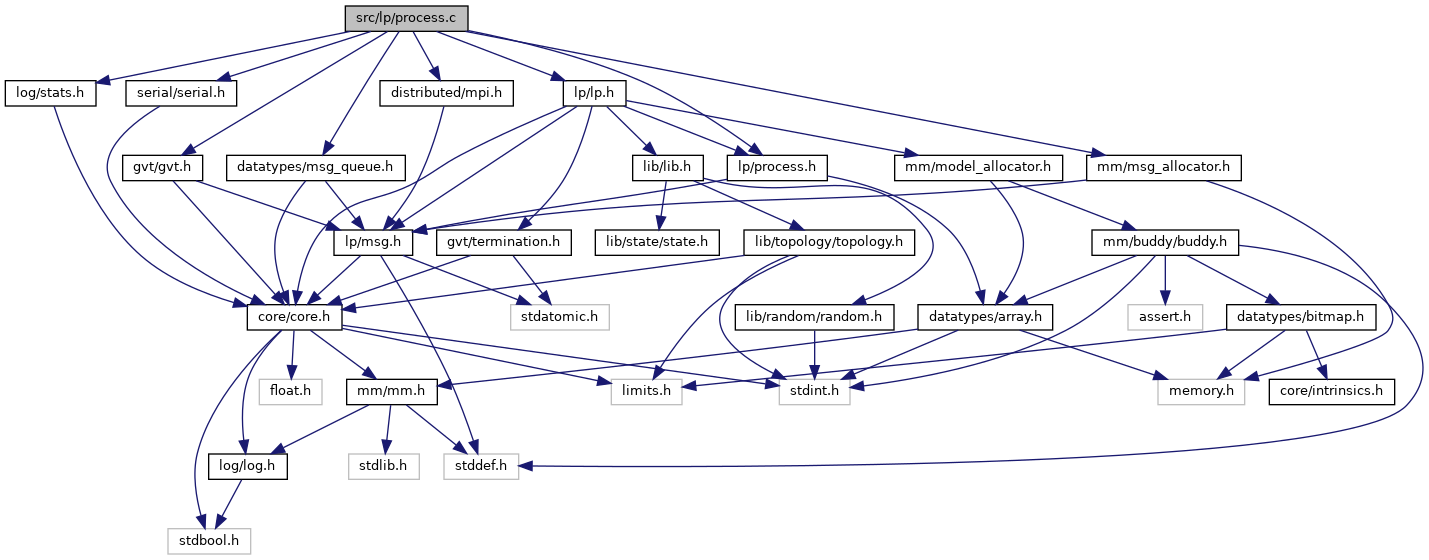 src/lp/process.c
log/stats.h
serial/serial.h
distributed/mpi.h
lp/lp.h
gvt/gvt.h
datatypes/msg_queue.h
lib/lib.h
lp/process.h
mm/model_allocator.h
mm/msg_allocator.h
lp/msg.h
gvt/termination.h
lib/state/state.h
lib/topology/topology.h
mm/buddy/buddy.h
core/core.h
stdatomic.h
lib/random/random.h
datatypes/array.h
assert.h
datatypes/bitmap.h
float.h
mm/mm.h
limits.h
stdint.h
memory.h
core/intrinsics.h
log/log.h
stdlib.h
stddef.h
stdbool.h